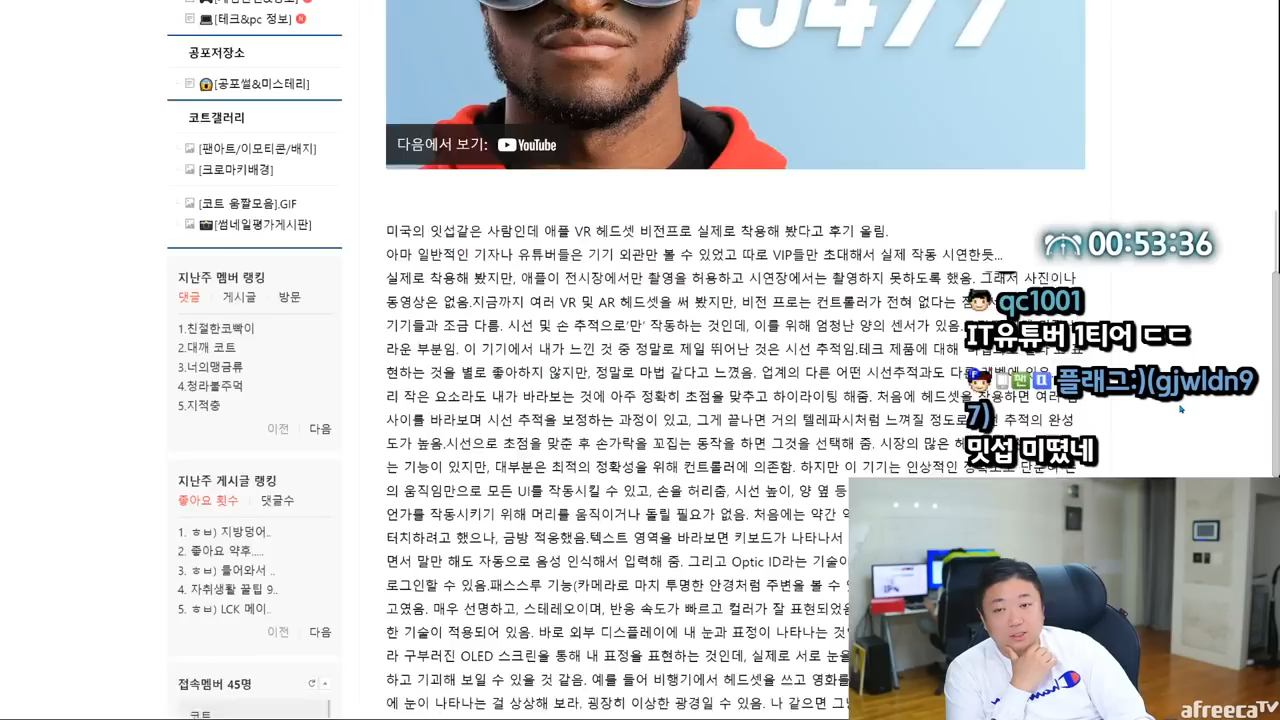 [테크&pc 정보]
공포저장소
[공포썰&미스테리]
코트갤러리
[팬아트/이모티콘/배지]
[크로마키배경]
[코트 움짤모음].GIF
[썸네일평가게시판]
지난주 멤버 랭킹
댓글 게시글 방문
1.친절한코빡이
2.대깨 코트
3.너의맹금류
4.청라불주먹
5.지적충
이전 다음
지난주 게시글 랭킹
좋아요 횟수 댓글수
1. ㅎㅂ) 지방덩어..
2. 좋아요 약후.....
3. ㅎㅂ) 들어와서 ..
4. 자취생활 꿀팁 9..
5. ㅎㅂ) LCK 메이..
이전 다음
접속멤버 45명
코트
5477
다음에서 보기: YouTube
미국의 잇섭같은 사람인데 애플 VR 헤드셋 비전프로 실제로 착용해 봤다고 후기 올림.
아마 일반적인 기자나 유튜버들은 기기 외관만 볼 수 있었고 따로 VIP들만 초대해서 실제 작동 시연한듯...
실제로 착용해 봤지만, 애플이 전시장에서만 촬영을 허용하고 시연장에서는 촬영하지 못하도록 했음. 그래서 사진이나
동영상은 없음.지금까지 여러 VR 및 AR 헤드셋을 써 봤지만, 비전 프로는 컨트롤러가 전혀 없다는
기기들과 조금 다름. 시선 및 손 추적으로'만' 작동하는 것인데, 이를 위해 엄청난 양의 센서가 있음.
라운 부분임. 이 기기에서 내가 느낀 것 중 정말로 제일 뛰어난 것은 시선 추적임.테크 제품에 대해
현하는 것을 별로 좋아하지 않지만, 정말로 마법 같다고 느꼈음. 업계의 다른 어떤 시선추적과도
리 작은 요소라도 내가 바라보는 것에 아주 정확히 초점을 맞추고 하이라이팅 해줌. 처음에 헤드셋을 착용하면 여러
사이를 바라보며 시선 추적을 보정하는 과정이 있고, 그게 끝나면 거의 텔레파시처럼 느껴질 정도로 추적의 완성
도가 높음.시선으로 초점을 맞춘 후 손가락을 꼬집는 동작을 하면 그것을 선택해 줌. 시장의 많은
는 기능이 있지만, 대부분은 최적의 정확성을 위해 컨트롤러에 의존함. 하지만 이 기기는 인상적인
의 움직임만으로 모든 UI를 작동시킬 수 있고, 손을 허리춤, 시선 높이, 양 옆 등
언가를 작동시키기 위해 머리를 움직이거나 돌릴 필요가 없음. 처음에는 약간
터치하려고 했으나, 금방 적응했음.텍스트 영역을 바라보면 키보드가 나타나서
면서 말만 해도 자동으로 음성 인식해서 입력해 줌. 그리고 Optic ID라는 기술이
로그인할 수 있음.패스스루 기능(카메라로 마치 투명한 안경처럼 주변을 볼 수
고였음. 매우 선명하고, 스테레오이며, 반응 속도가 빠르고 컬러가 잘 표현되었음
한 기술이 적용되어 있음. 바로 외부 디스플레이에 내 눈과 표정이 나타나는
라 구부러진 OLED 스크린을 통해 내 표정을 표현하는 것인데, 실제로 서로 눈을
하고 기괴해 보일 수 있을 것 같음. 예를 들어 비행기에서 헤드셋을 쓰고 영화를
에 눈이 나타나는 걸 상상해 보라, 굉장히 이상한 광경일 수 있음. 나 같으면
00:53:36
qc1001
IT유튜버 1티어 ㄷㄷ
팬 플래그:)(gjwldn9
7)
밋섭 미쳤네
afreecaTV